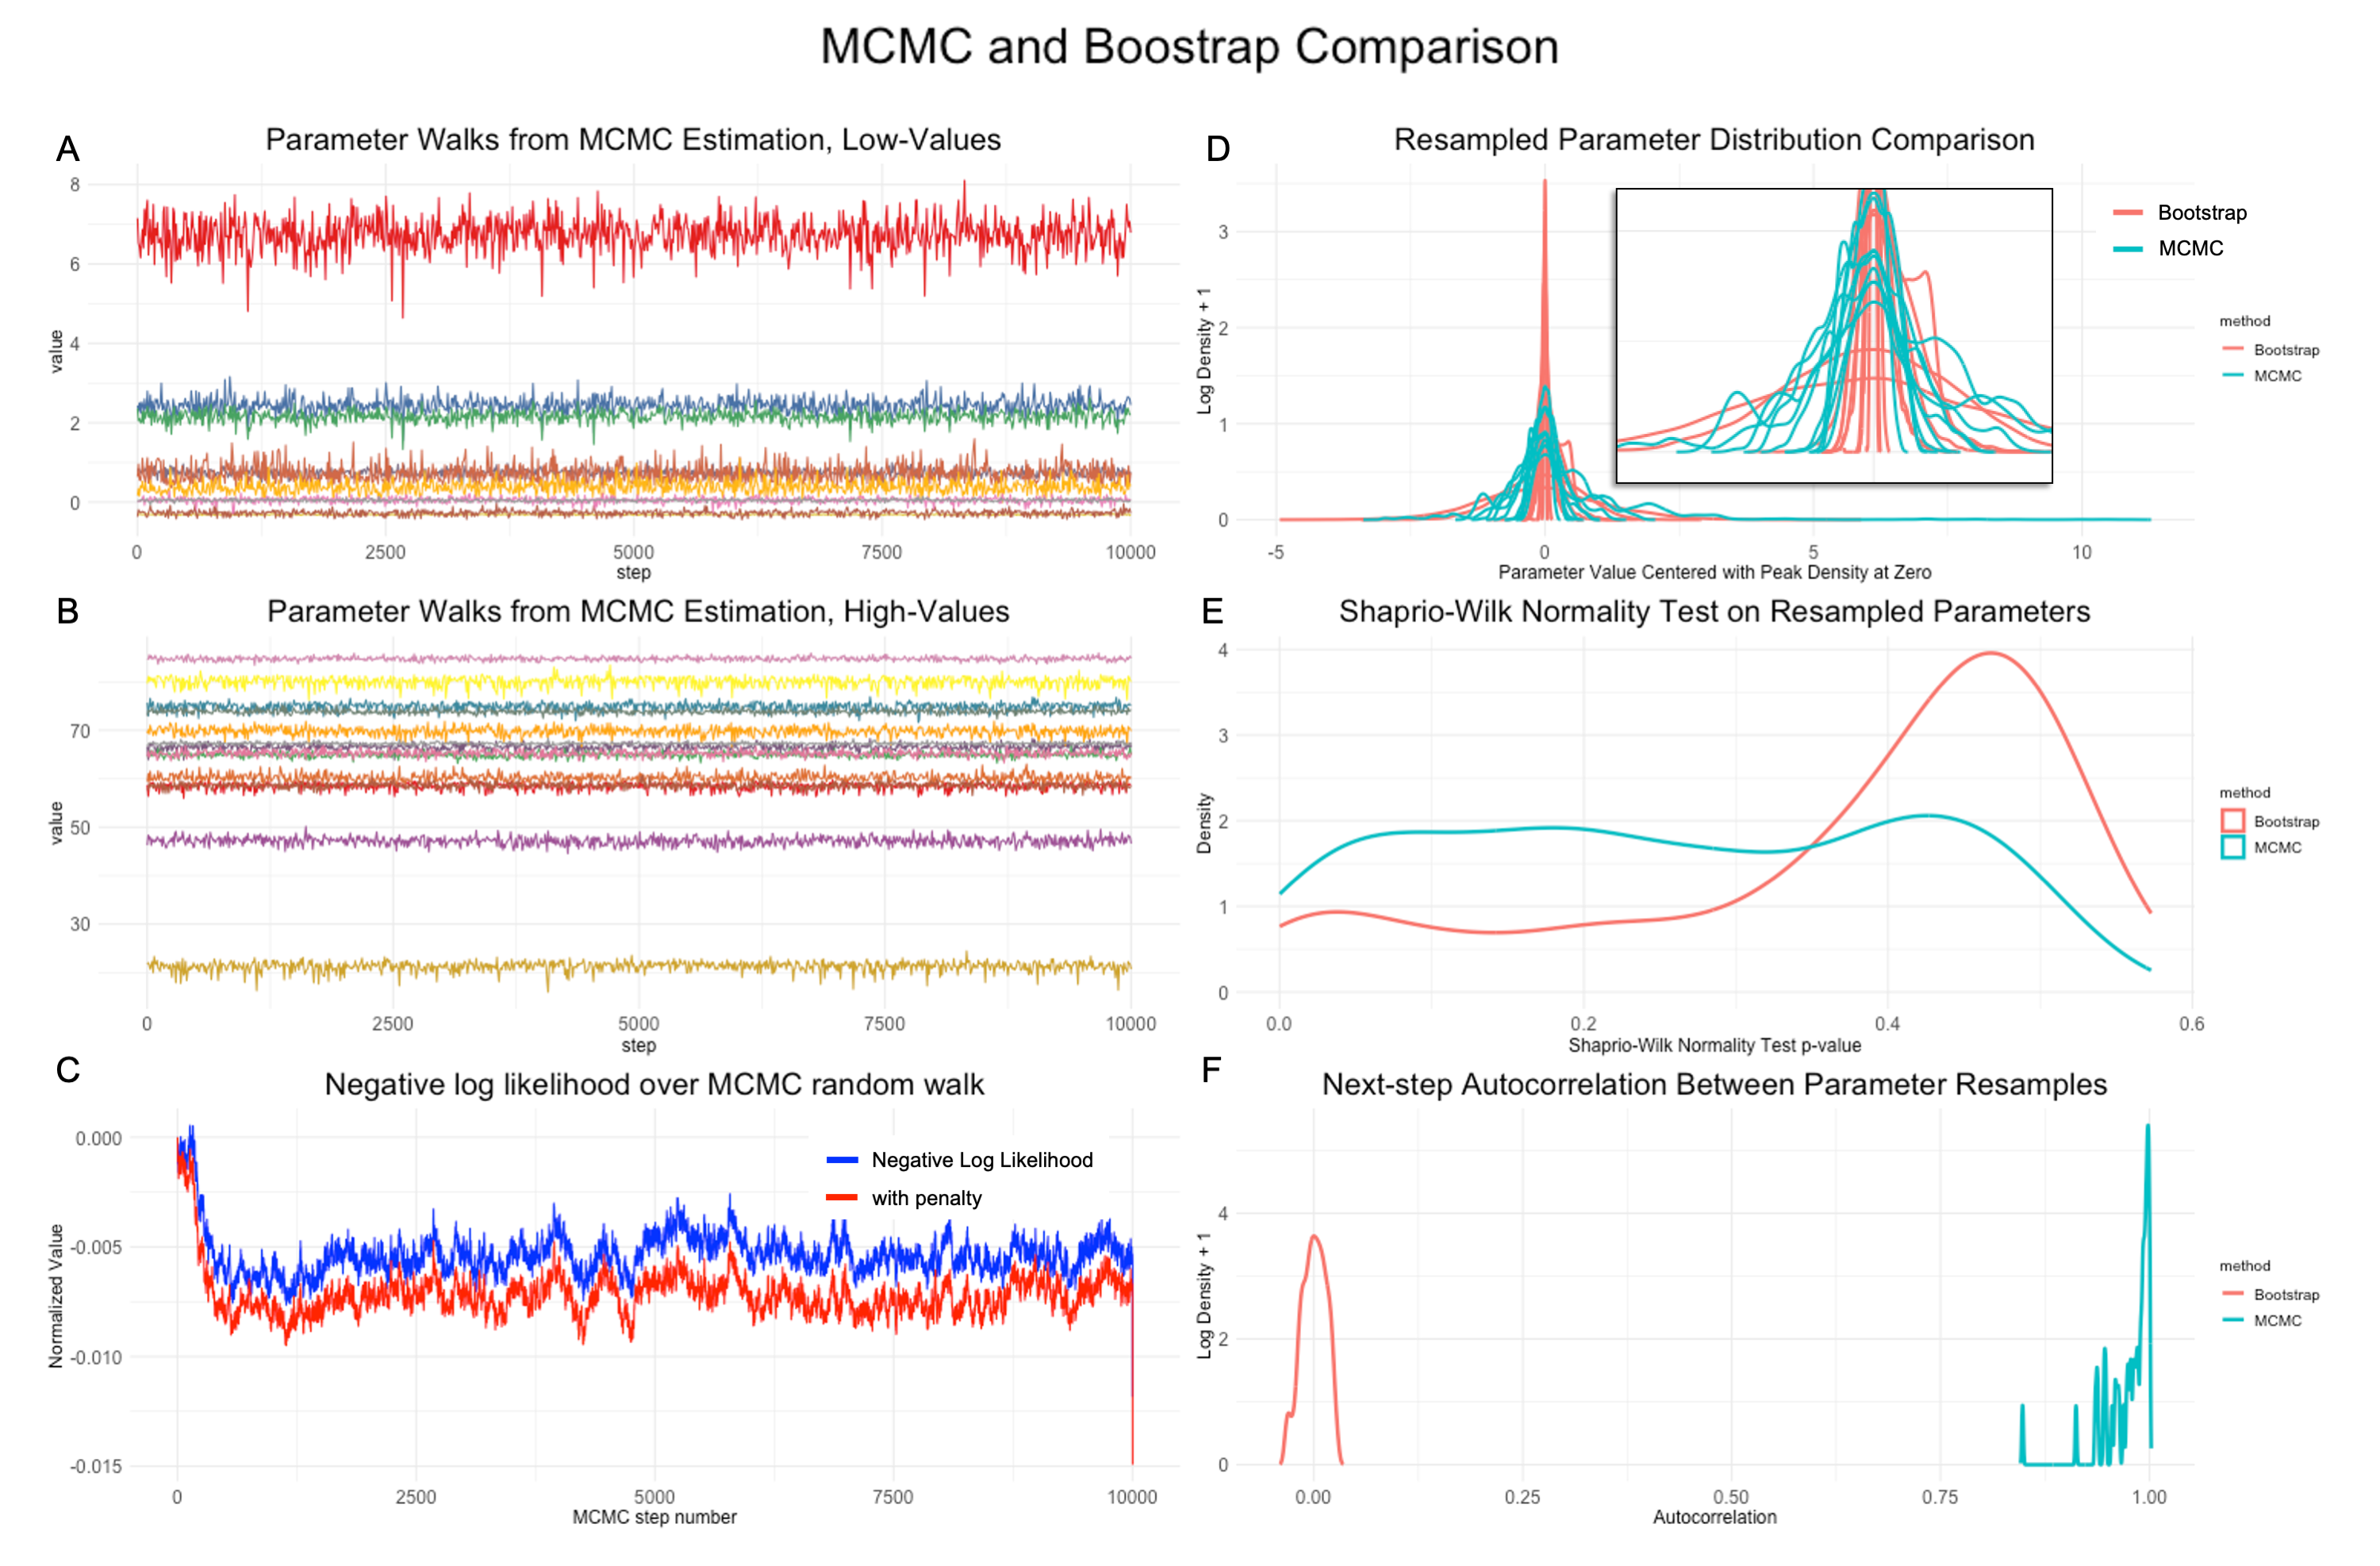 MCMC and Boostrap Comparison
A
Parameter Walks from MCMC Estimation, Low-Values
value
8
6
4
2
0
0 2500 5000 7500 10000
step
B
Parameter Walks from MCMC Estimation, High-Values
value
70
50
30
0 2500 5000 7500 10000
step
C
Negative log likelihood over MCMC random walk
Normalized Value
0.000
-0.005
-0.010
-0.015
Negative Log Likelihood
with penalty
0 2500 5000 7500 10000
MCMC step number
D
Resampled Parameter Distribution Comparison
Log Density + 1
3
2
1
0
Bootstrap
MCMC
method
Bootstrap
MCMC
-5 0 5 10
Parameter Value Centered with Peak Density at Zero
E
Shaprio-Wilk Normality Test on Resampled Parameters
Density
4
3
2
1
0
method
Bootstrap
MCMC
0.0 0.2 0.4 0.6
Shaprio-Wilk Normality Test p-value
F
Next-step Autocorrelation Between Parameter Resamples
Log Density + 1
4
2
0
method
Bootstrap
MCMC
0.00 0.25 0.50 0.75 1.00
Autocorrelation